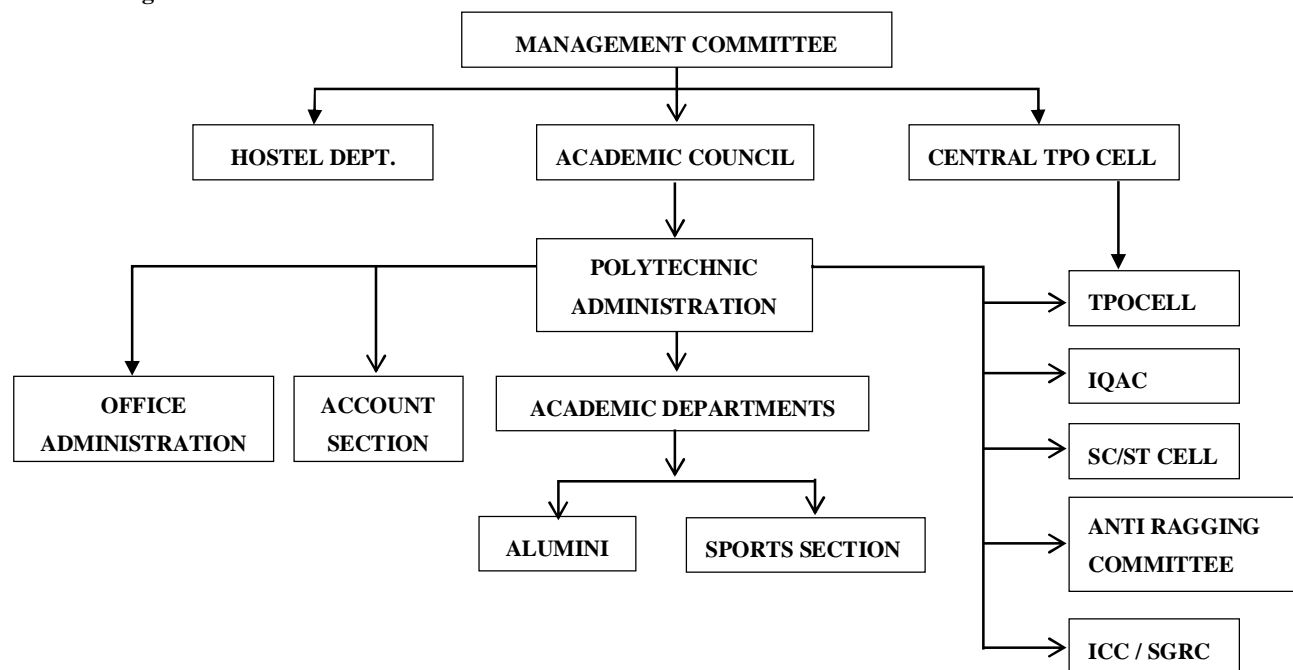 MANAGEMENT COMMITTEE
HOSTEL DEPT.
ACADEMIC COUNCIL
CENTRAL TPO CELL
POLYTECHNIC
ADMINISTRATION
TPOCELL
IQAC
OFFICE
ADMINISTRATION
ACCOUNT
SECTION
ACADEMIC DEPARTMENTS
SC/ST CELL
ALUMINI
SPORTS SECTION
ANTI RAGGING
COMMITTEE
ICC / SGRC